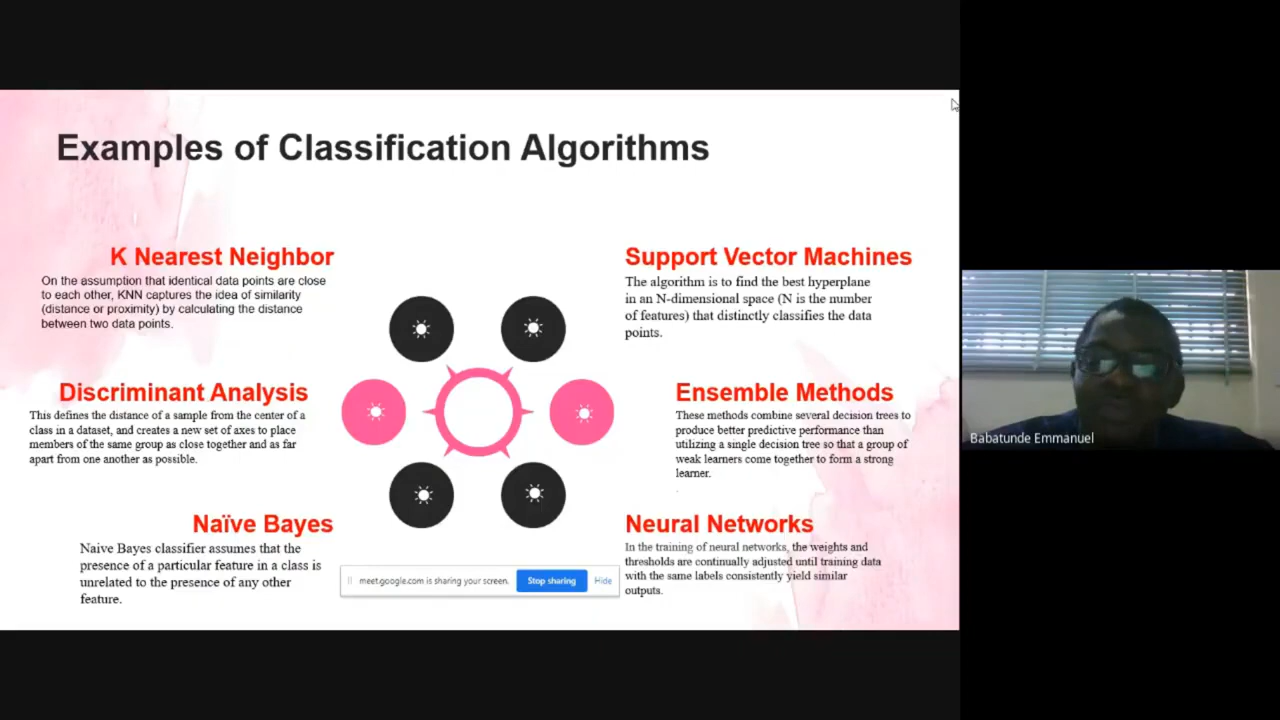 Examples of Classification Algorithms
K Nearest Neighbor
On the assumption that identical data points are close
to each other, KNN captures the idea of similarity
(distance or proximity) by calculating the distance
between two data points.
Discriminant Analysis
This defines the distance of a sample from the center of a
class in a dataset, and creates a new set of axes to place
members of the same group as close together and as far
apart from one another as possible.
Naïve Bayes
Naive Bayes classifier assumes that the
presence of a particular feature in a class is
unrelated to the presence of any other
feature.
Support Vector Machines
The algorithm is to find the best hyperplane
in an N-dimensional space (N is the number
of features) that distinctly classifies the data
points.
Ensemble Methods
These methods combine several decision trees to
produce better predictive performance than
utilizing a single decision tree so that a group of
weak learners come together to form a strong
learner.
.
Neural Networks
In the training of neural networks, the weights and
thresholds are continually adjusted until training data
with the same labels consistently yield similar
outputs.
meet.google.com is sharing your screen. Stop sharing Hide
Babatunde Emmanuel